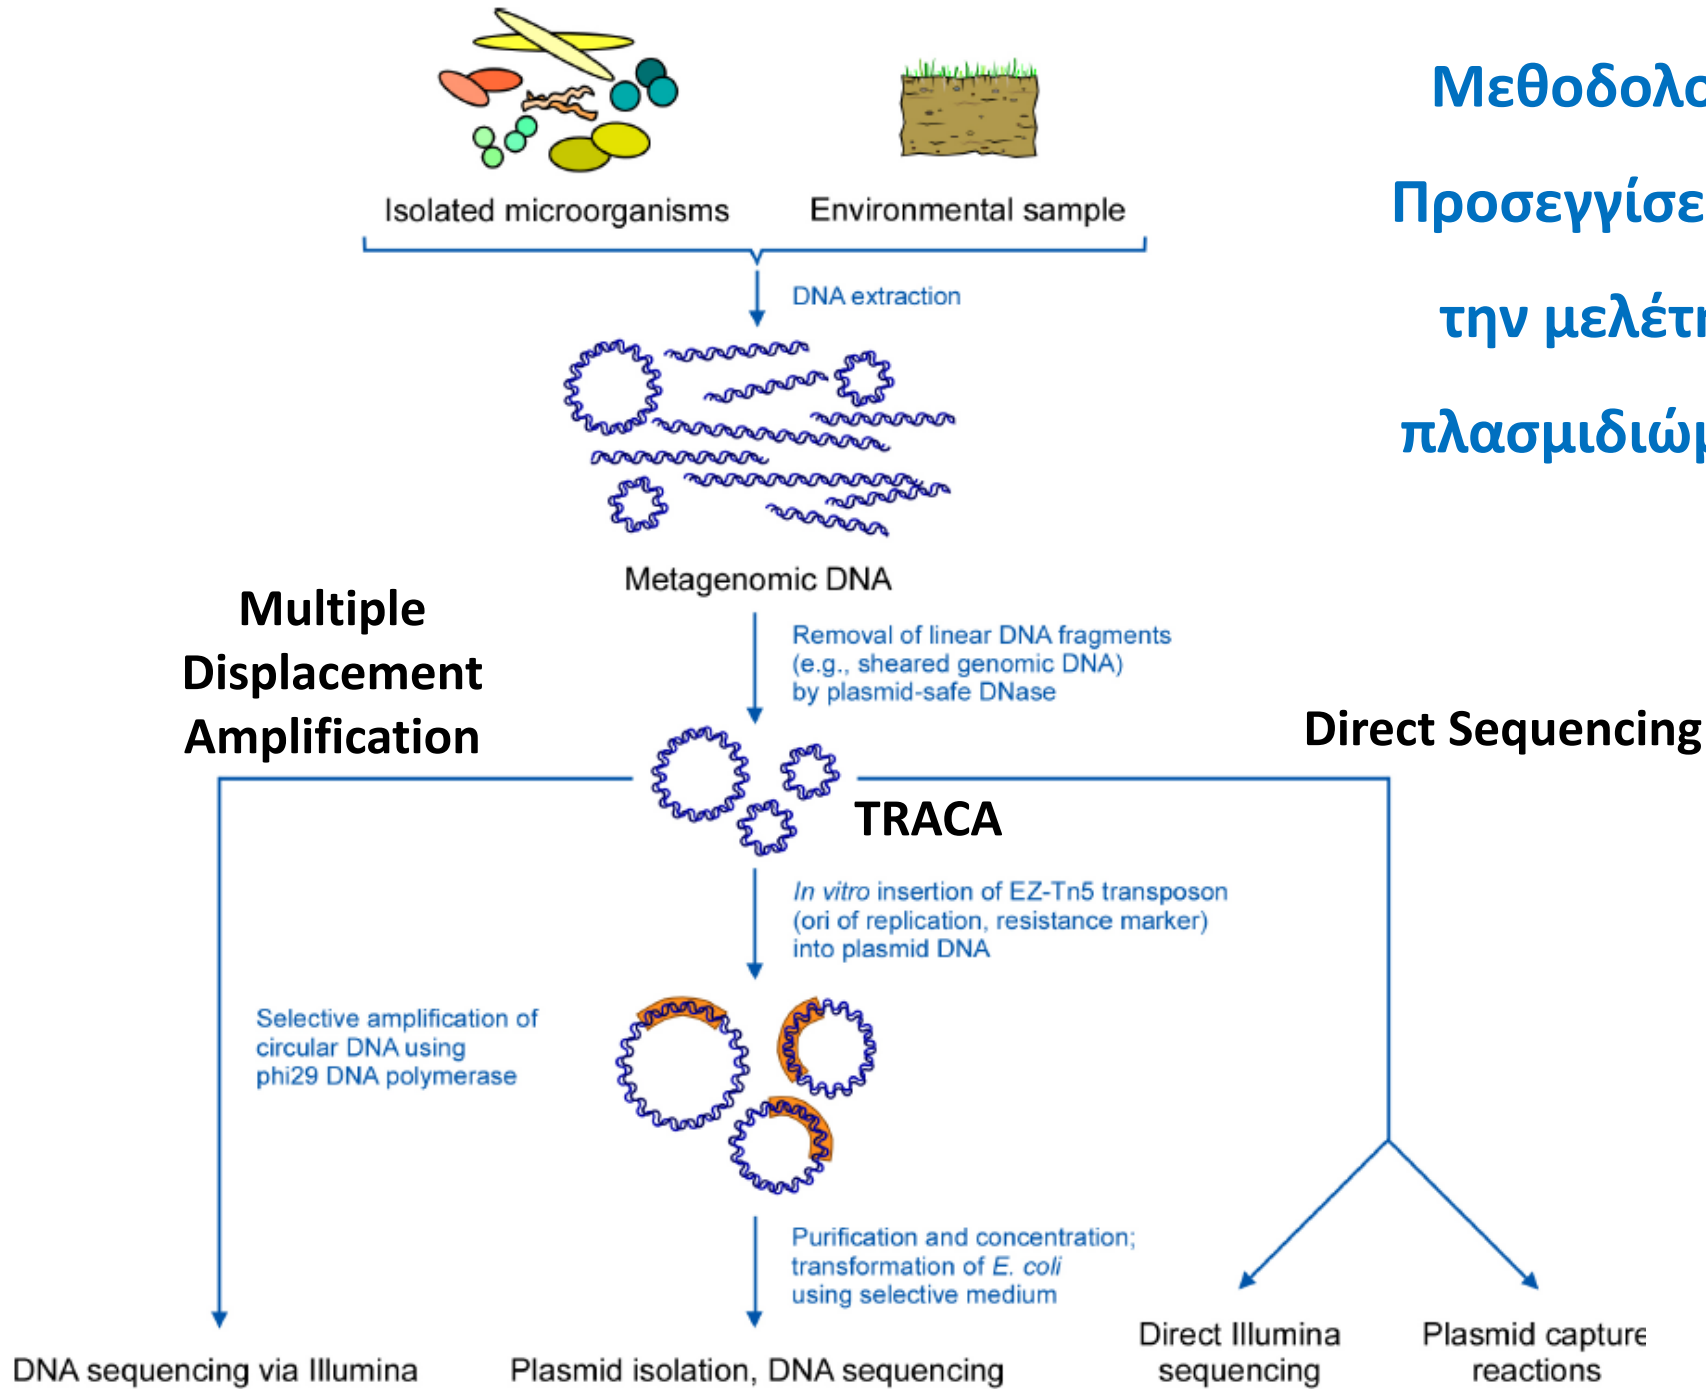 Isolated microorganisms
Environmental sample
DNA extraction
Metagenomic DNA
Removal of linear DNA fragments
(e.g., sheared genomic DNA)
by plasmid-safe DNase
Multiple
Displacement
Amplification
Direct Sequencing
TRACA
In vitro insertion of EZ-Tn5 transposon
(ori of replication, resistance marker)
into plasmid DNA
Selective amplification of
circular DNA using
phi29 DNA polymerase
Purification and concentration;
transformation of E. coli
using selective medium
DNA sequencing via Illumina
Plasmid isolation, DNA sequencing
Direct Illumina
sequencing
Plasmid capture
reactions
Μεθοδολο
Προσεγγίσε
την μελέτη
πλασμιδιώμ